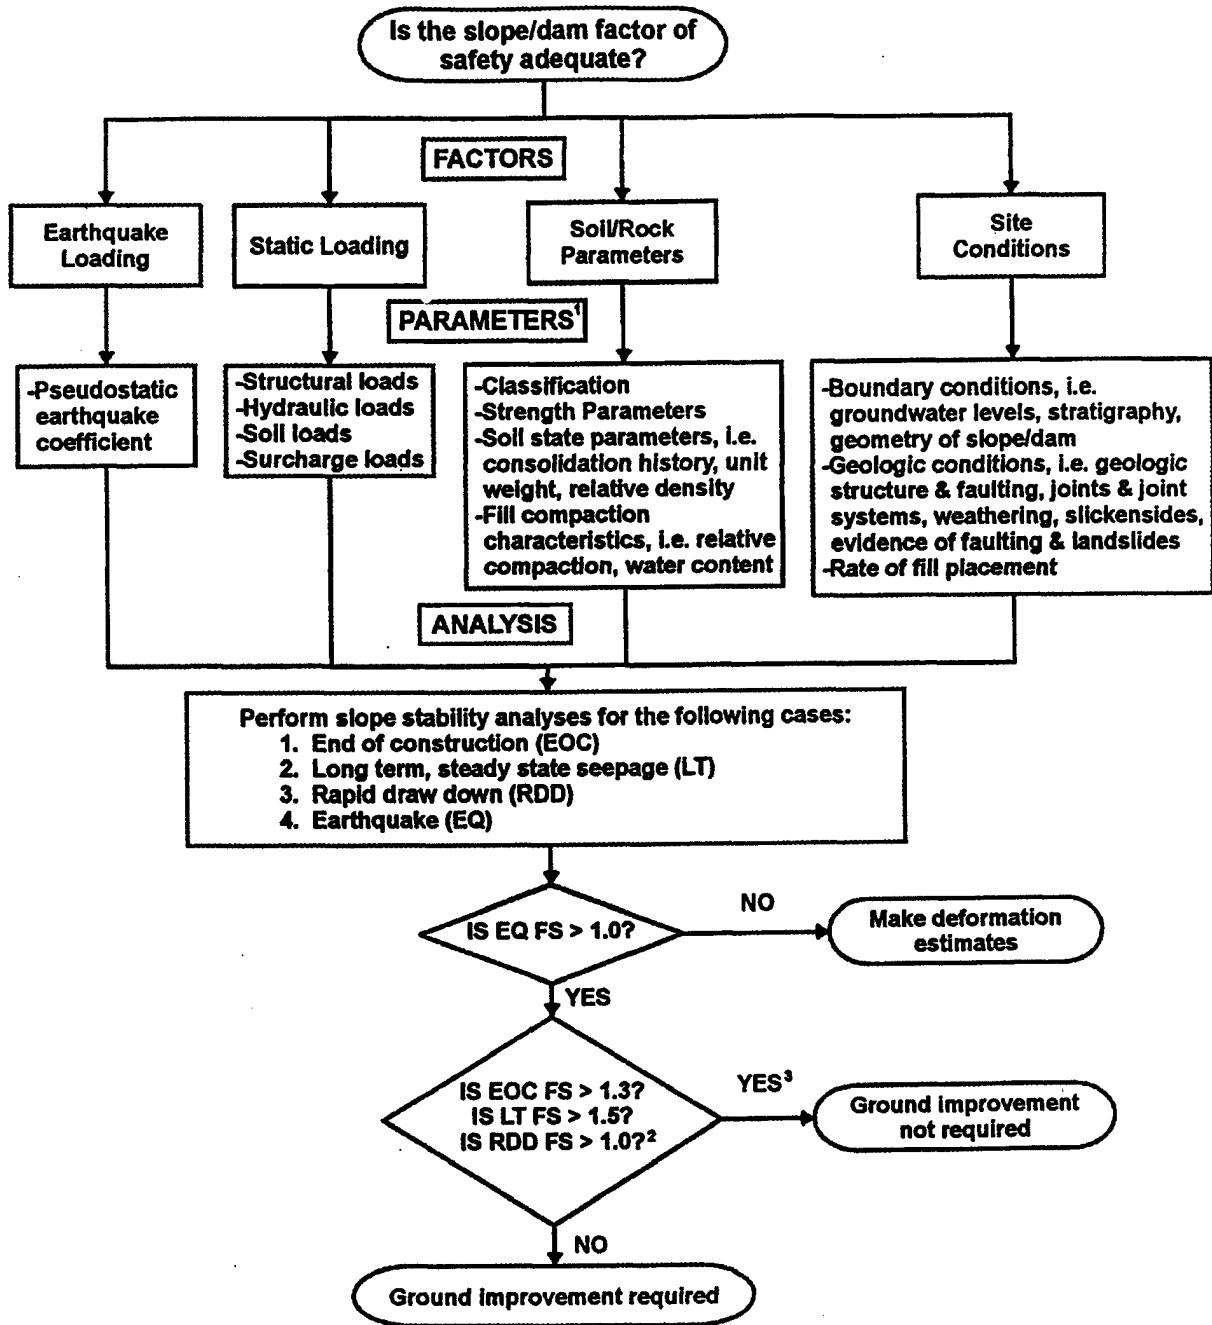 Is the slope/dam factor of
safety adequate?
FACTORS
Earthquake
Loading
Static Loading
Soil/Rock
Parameters
Site
Conditions
PARAMETERS¹
-Pseudostatic
earthquake
coefficient
-Structural loads
-Hydraulic loads
-Soil loads
-Surcharge loads
-Classification
-Strength Parameters
-Soil state parameters, i.e.
consolidation history, unit
weight, relative density
-Fill compaction
characteristics, i.e. relative
compaction, water content
-Boundary conditions, i.e.
groundwater levels, stratigraphy,
geometry of slope/dam
-Geologic conditions, i.e. geologic
structure & faulting, joints & joint
systems, weathering, slickensides,
evidence of faulting & landslides
-Rate of fill placement
ANALYSIS
Perform slope stability analyses for the following cases:
1. End of construction (EOC)
2. Long term, steady state seepage (LT)
3. Rapid draw down (RDD)
4. Earthquake (EQ)
IS EQ FS > 1.0?
NO
Make deformation
estimates
YES
IS EOC FS > 1.3?
IS LT FS > 1.5?
IS RDD FS > 1.0?²
YES³
Ground improvement
not required
NO
Ground improvement required